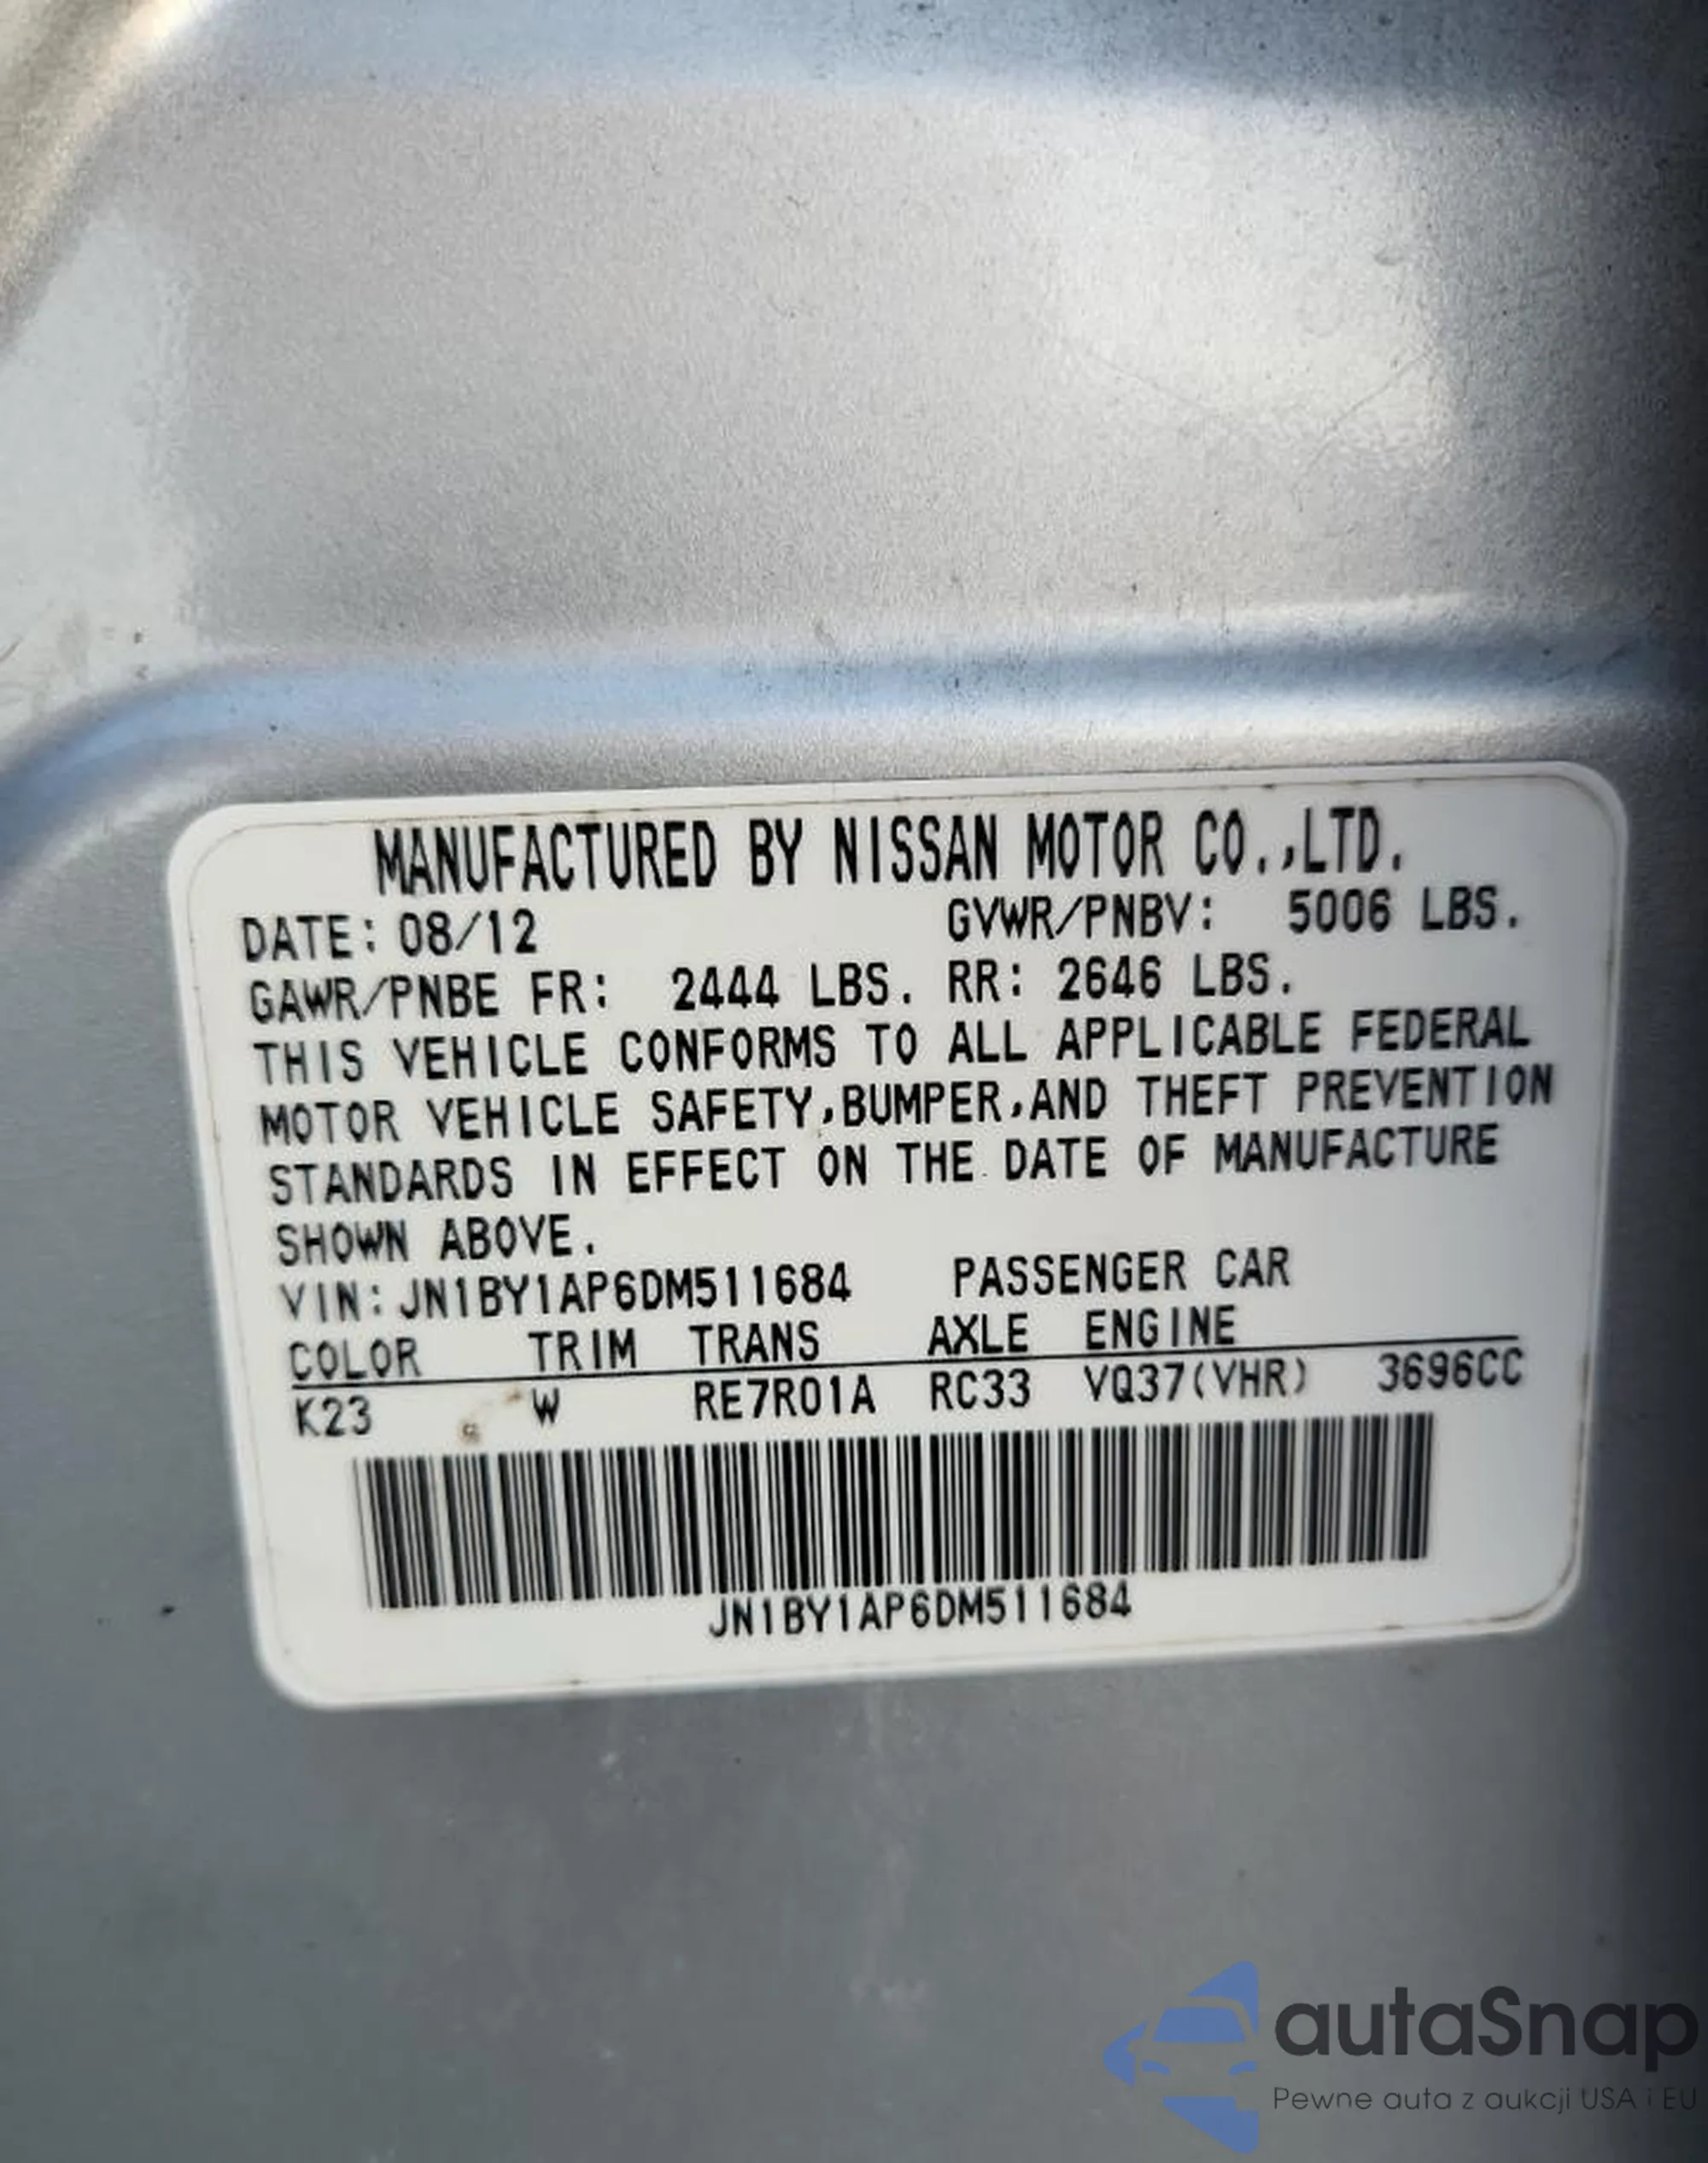 MANUFACTURED BY NISSAN MOTOR CO.,LTD.
DATE: 08/12 GVWR/PNBV: 5006 LBS.
GAWR/PNBE FR: 2444 LBS. RR: 2646 LBS.
THIS VEHICLE CONFORMS TO ALL APPLICABLE FEDERAL
MOTOR VEHICLE SAFETY,BUMPER,AND THEFT PREVENTION
STANDARDS IN EFFECT ON THE DATE OF MANUFACTURE
SHOWN ABOVE.
VIN:JN1BY1AP6DM511684 PASSENGER CAR
COLOR TRIM TRANS AXLE ENGINE
K23 W RE7R01A RC33 VQ37(VHR) 3696CC
JN1BY1AP6DM511684
autaSnap
Pewne auta z aukcji USA i EU